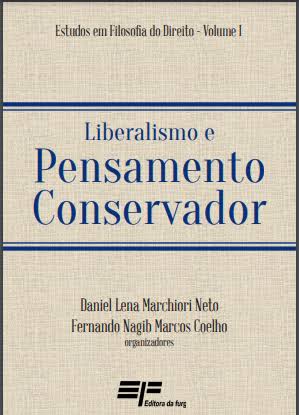 Estudos em Filosofia do Direito - Volume I
Liberalismo e
Pensamento
Conservador
Daniel Lena Marchiori Neto
Fernando Nagib Marcos Coelho
organizadores
Editora da furg